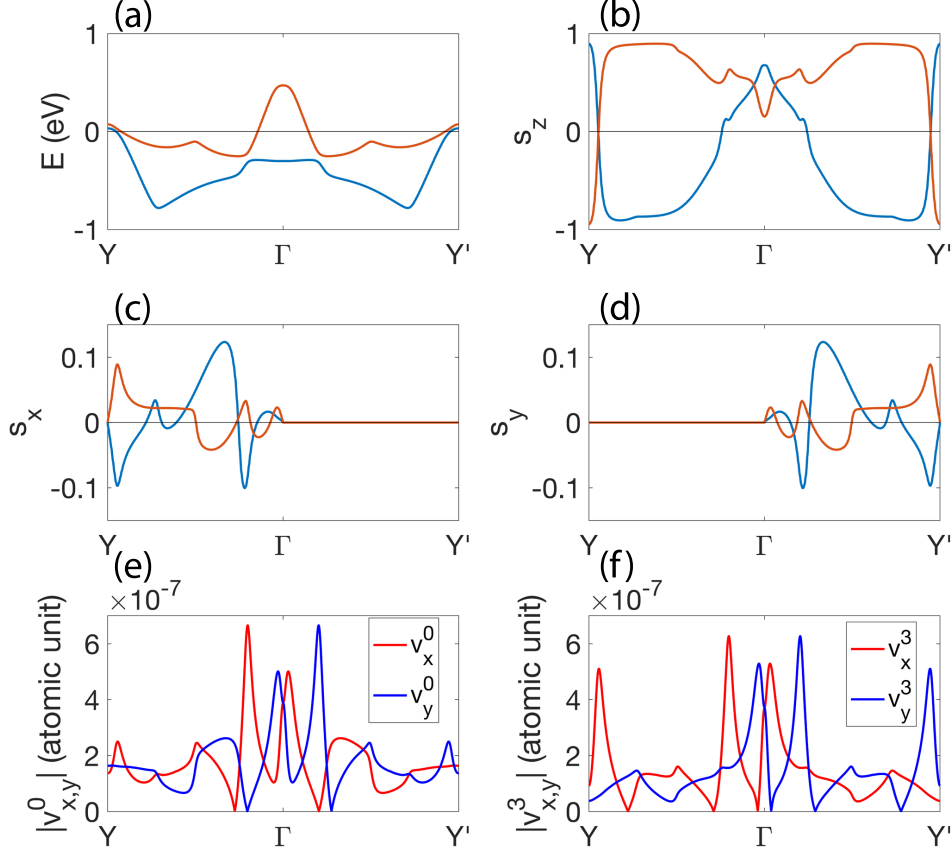 (a)
(b)
1
0
-1
E (eV)
Y
Γ
Y'
1
0
-1
s_z
Y
Γ
Y'
(c)
(d)
0.1
0
-0.1
s_x
Y
Γ
Y'
0.1
0
-0.1
s_y
Y
Γ
Y'
(e)
(f)
×10^-7
6
4
2
0
|v^0_x,y| (atomic unit)
v^0_x
v^0_y
Y
Γ
Y'
×10^-7
6
4
2
0
|v^3_x,y| (atomic unit)
v^3_x
v^3_y
Y
Γ
Y'